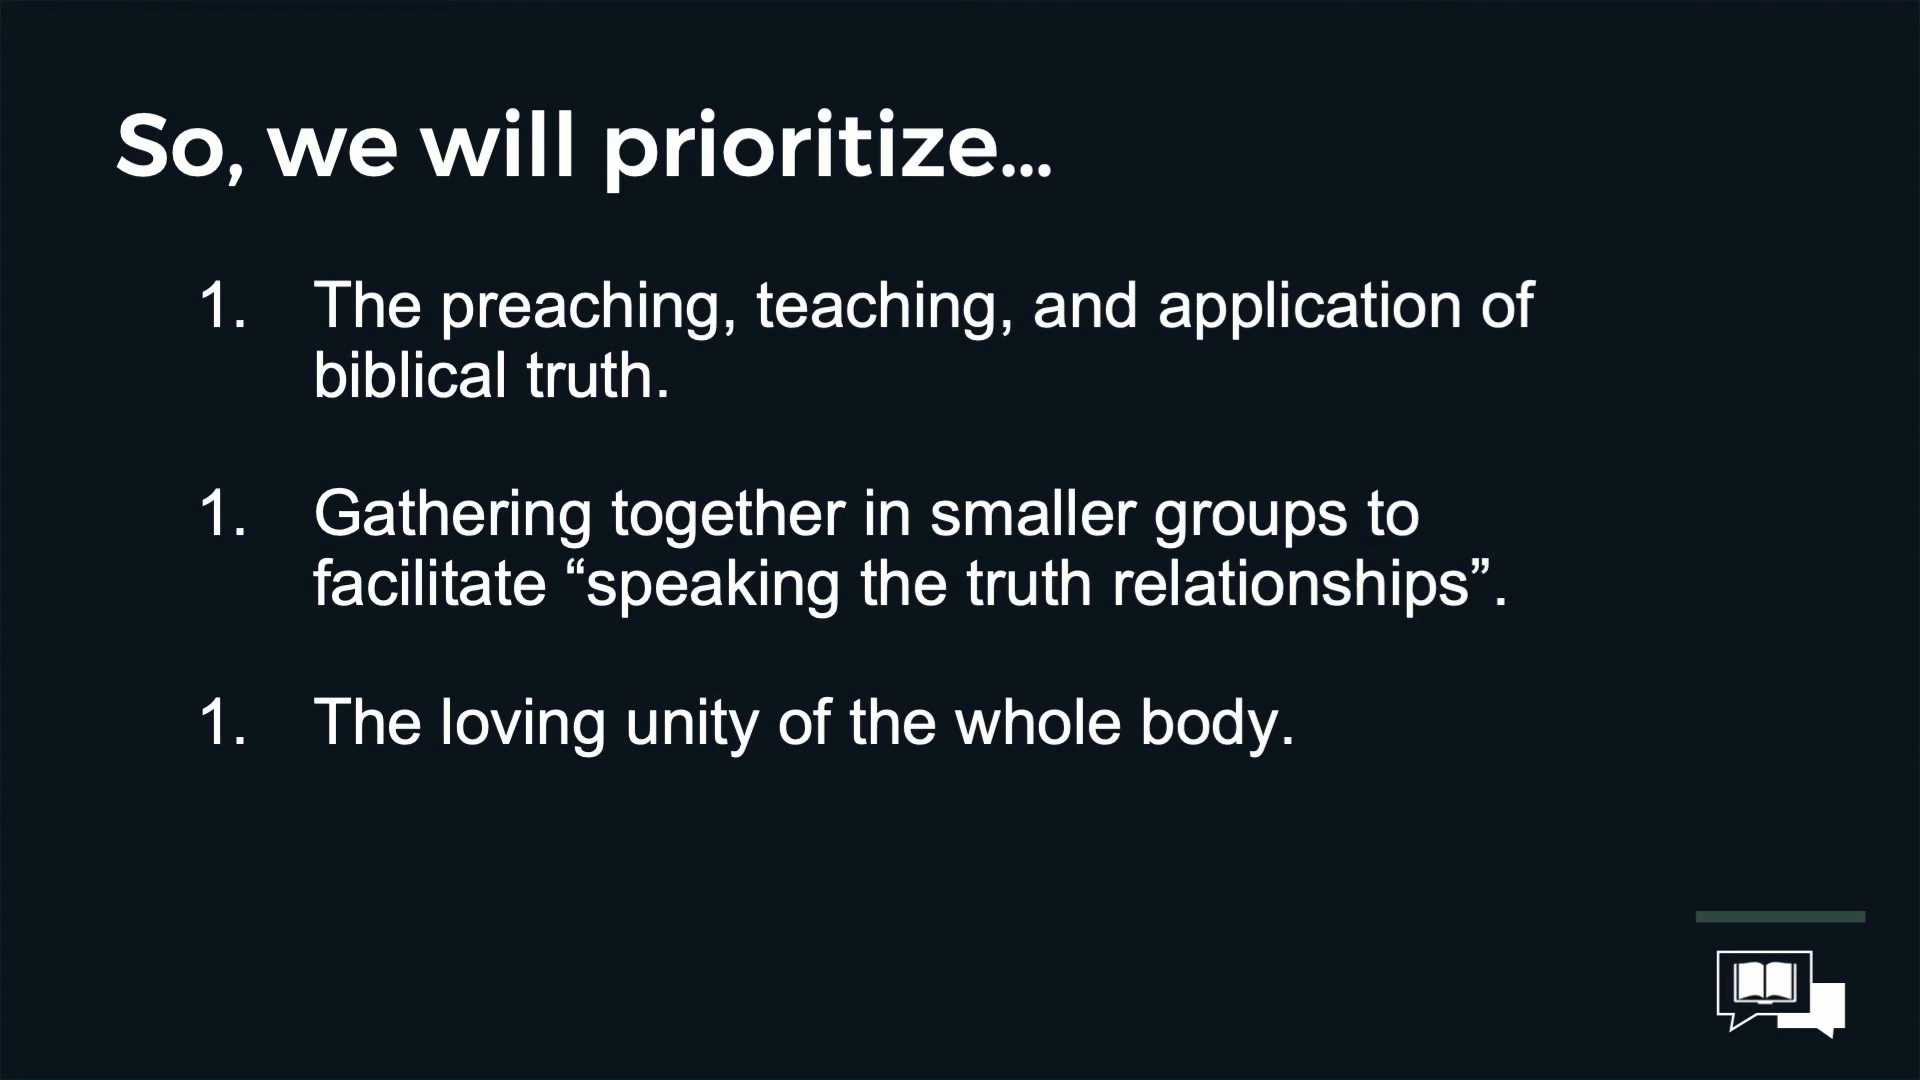 So, we will prioritize...
1. The preaching, teaching, and application of
biblical truth.
1. Gathering together in smaller groups to
facilitate “speaking the truth relationships”.
1. The loving unity of the whole body.